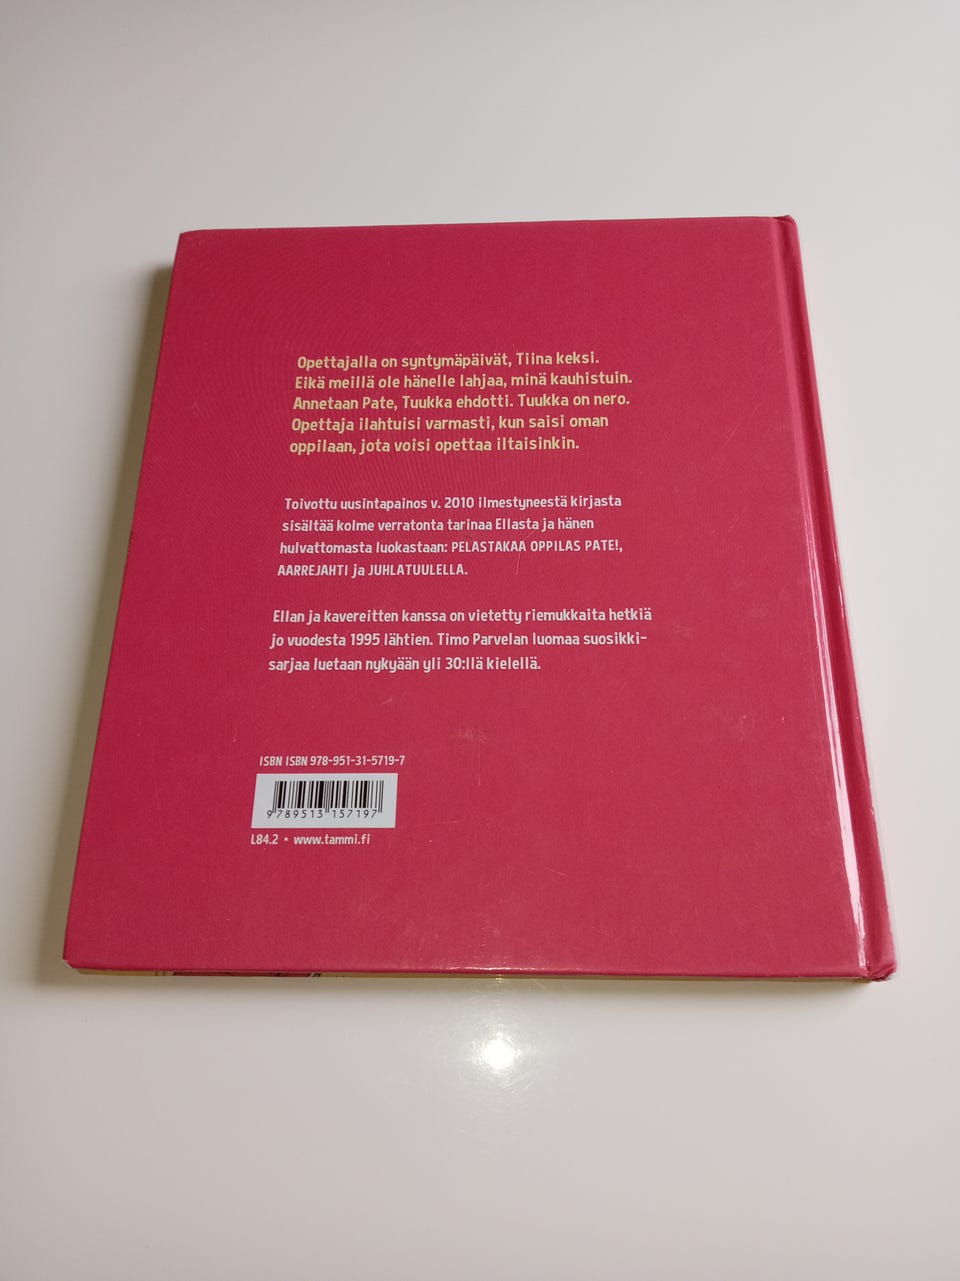 Opettajalla on syntymäpäivät, Tiina keksi.
Eikä meillä ole hänelle lahjaa, minä kauhistuin.
Annetaan Pate, Tuukka ehdotti. Tuukka on nero.
Opettaja ilahtuisi varmasti, kun saisi oman
oppilaan, jota voisi opettaa iltaisinkin.
Toivottu uusintapainos v. 2010 ilmestyneestä kirjasta
sisältää kolme verratonta tarinaa Ellasta ja hänen
hulvattomasta luokastaan: PELASTAKAA OPPILAS PATE!,
AARREJAHTI ja JUHLATUULELLA.
Ellan ja kavereitten kanssa on vietetty riemukkaita hetkiä
jo vuodesta 1995 lähtien. Timo Parvelan luomaa suosikki-
sarjaa luetaan nykyään yli 30:llä kielellä.
ISBN ISBN 978-951-31-5719-7
9 789513 157197
L84.2 • www.tammi.fi